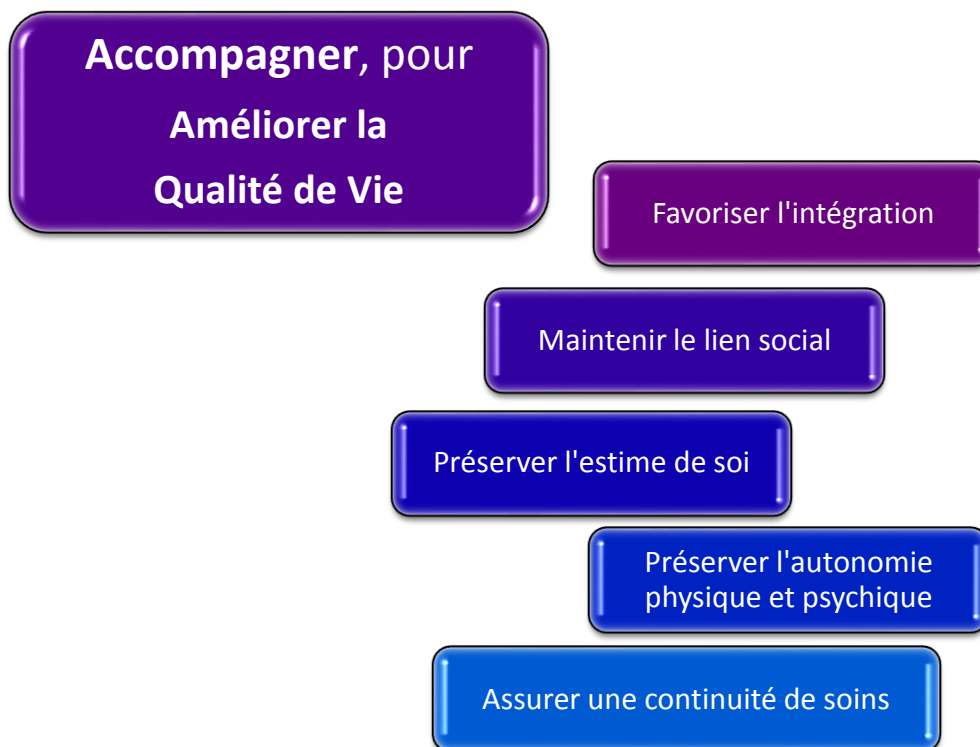 Accompagner, pour
Améliorer la
Qualité de Vie
Favoriser l'intégration
Maintenir le lien social
Préserver l'estime de soi
Préserver l'autonomie
physique et psychique
Assurer une continuité de soins